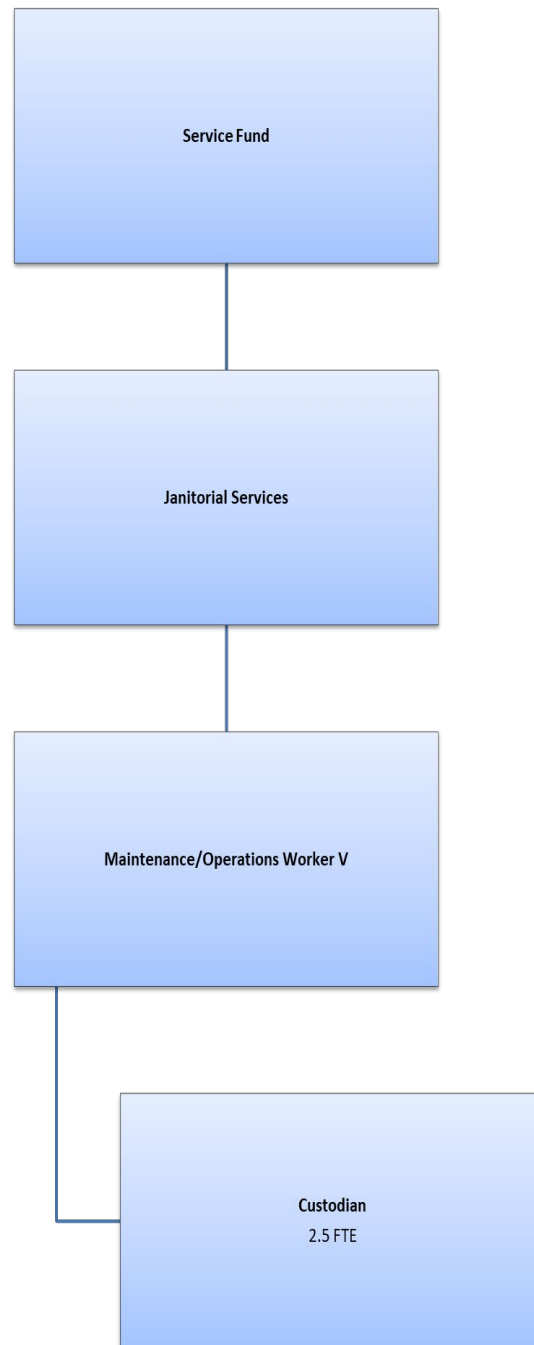 Service Fund
Janitorial Services
Maintenance/Operations Worker V
Custodian
2.5 FTE